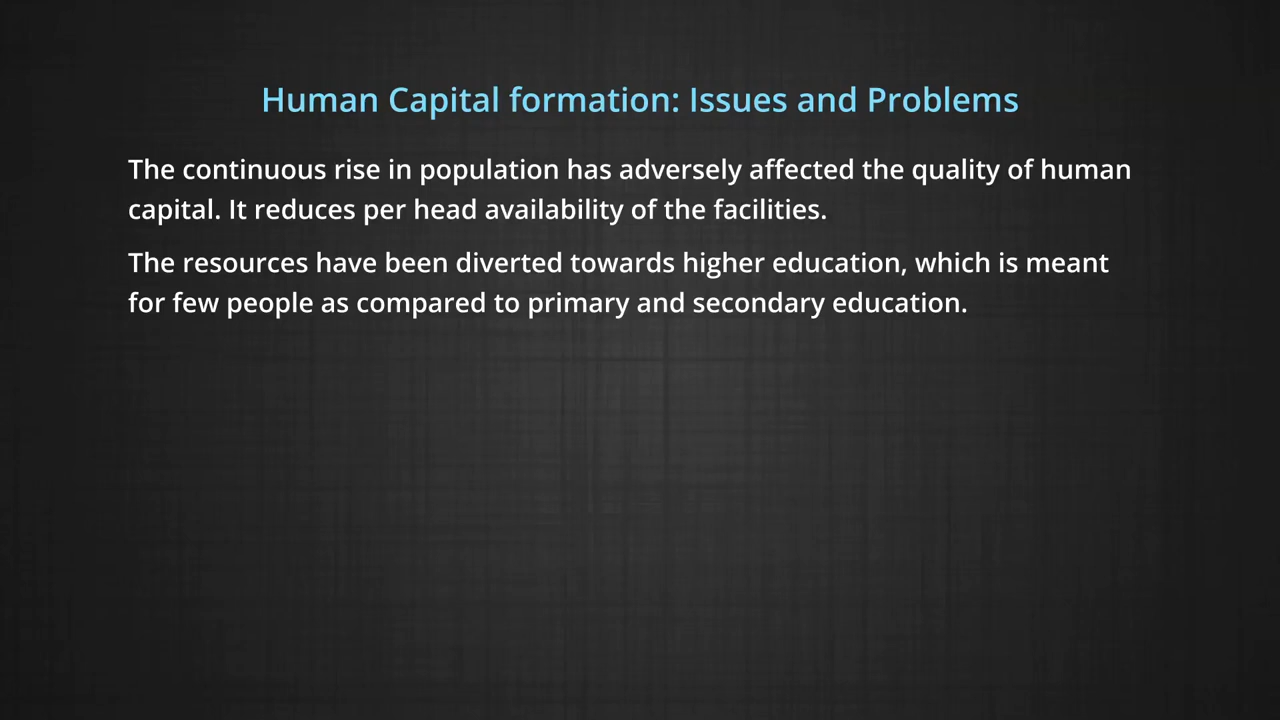 Human Capital formation: Issues and Problems
The continuous rise in population has adversely affected the quality of human
capital. It reduces per head availability of the facilities.
The resources have been diverted towards higher education, which is meant
for few people as compared to primary and secondary education.